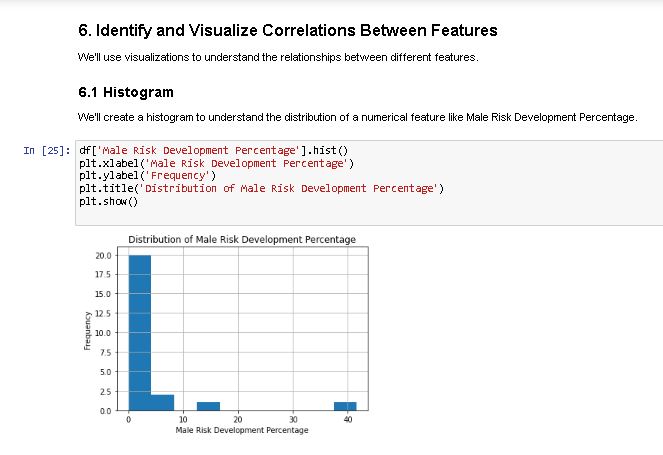 6. Identify and Visualize Correlations Between Features
We'll use visualizations to understand the relationships between different features.
6.1 Histogram
We'll create a histogram to understand the distribution of a numerical feature like Male Risk Development Percentage.
In [25]: df['Male Risk Development Percentage'].hist()
plt.xlabel('Male Risk Development Percentage')
plt.ylabel('Frequency')
plt.title('Distribution of Male Risk Development Percentage')
plt.show()
Distribution of Male Risk Development Percentage
20.0
17.5
15.0
12.5
10.0
7.5
5.0
2.5
0.0
Frequency
0 10 20 30 40
Male Risk Development Percentage